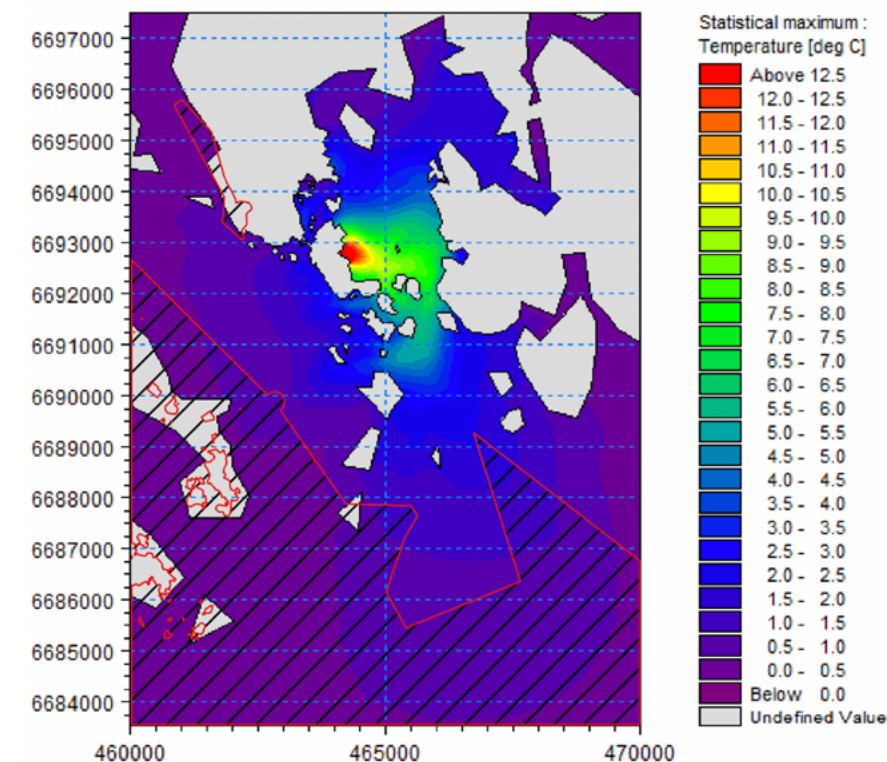 Statistical maximum :
Temperature [deg C]
Above 12.5
12.0 - 12.5
11.5 - 12.0
11.0 - 11.5
10.5 - 11.0
10.0 - 10.5
9.5 - 10.0
9.0 - 9.5
8.5 - 9.0
8.0 - 8.5
7.5 - 8.0
7.0 - 7.5
6.5 - 7.0
6.0 - 6.5
5.5 - 6.0
5.0 - 5.5
4.5 - 5.0
4.0 - 4.5
3.5 - 4.0
3.0 - 3.5
2.5 - 3.0
2.0 - 2.5
1.5 - 2.0
1.0 - 1.5
0.5 - 1.0
0.0 - 0.5
Below 0.0
Undefined Value
6697000
6696000
6695000
6694000
6693000
6692000
6691000
6690000
6689000
6688000
6687000
6686000
6685000
6684000
460000 465000 470000